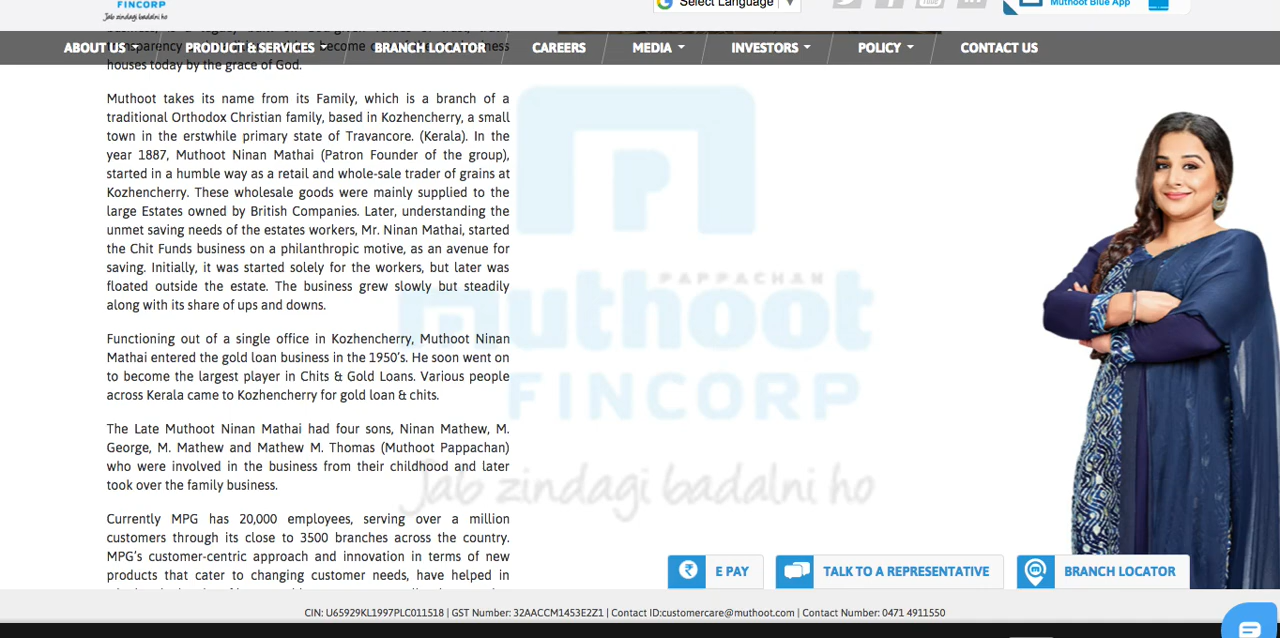 FINCORP
Jab zindagi badalni ho
Select Language
Muthoot Blue App
ABOUT US
PRODUCT & SERVICES
BRANCH LOCATOR
CAREERS
MEDIA
INVESTORS
POLICY
CONTACT US
houses today by the grace of God.
Muthoot takes its name from its Family, which is a branch of a
traditional Orthodox Christian family, based in Kozhencherry, a small
town in the erstwhile primary state of Travancore. (Kerala). In the
year 1887, Muthoot Ninan Mathai (Patron Founder of the group),
started in a humble way as a retail and whole-sale trader of grains at
Kozhencherry. These wholesale goods were mainly supplied to the
large Estates owned by British Companies. Later, understanding the
unmet saving needs of the estates workers, Mr. Ninan Mathai, started
the Chit Funds business on a philanthropic motive, as an avenue for
saving. Initially, it was started solely for the workers, but later was
floated outside the estate. The business grew slowly but steadily
along with its share of ups and downs.
Functioning out of a single office in Kozhencherry, Muthoot Ninan
Mathai entered the gold loan business in the 1950's. He soon went on
to become the largest player in Chits & Gold Loans. Various people
across Kerala came to Kozhencherry for gold loan & chits.
The Late Muthoot Ninan Mathai had four sons, Ninan Mathew, M.
George, M. Mathew and Mathew M. Thomas (Muthoot Pappachan)
who were involved in the business from their childhood and later
took over the family business.
Currently MPG has 20,000 employees, serving over a million
customers through its close to 3500 branches across the country.
MPG's customer-centric approach and innovation in terms of new
products that cater to changing customer needs, have helped in
PAPPACHAN
muthoot
FINCORP
Jab zindagi badalni ho
E PAY
TALK TO A REPRESENTATIVE
BRANCH LOCATOR
CIN: U65929KL1997PLC011518 | GST Number: 32AACCM1453E2Z1 | Contact ID:customercare@muthoot.com | Contact Number: 0471 4911550